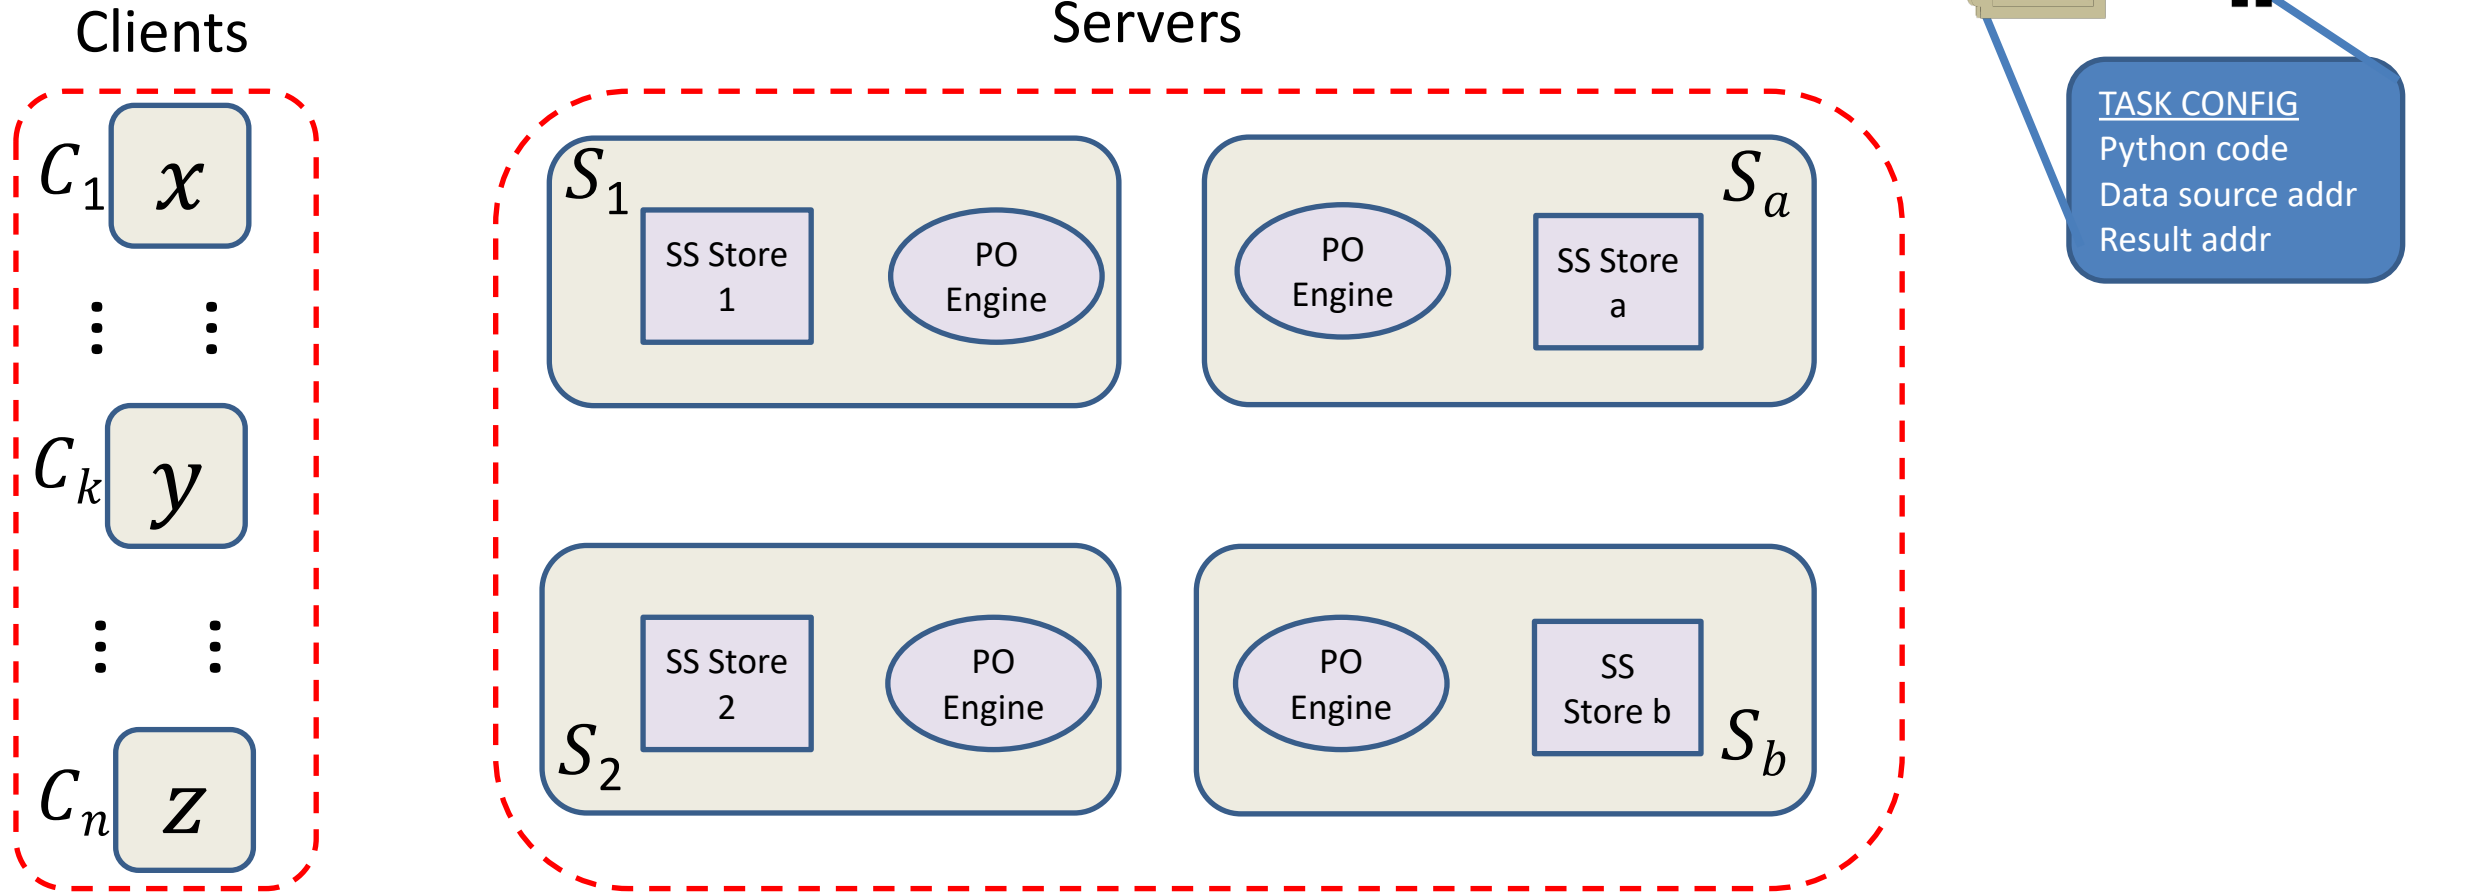 Clients
C1
x
Ck
y
Cn
z
Servers
S1
SS Store
1
PO
Engine
Sa
PO
Engine
SS Store
a
S2
SS Store
2
PO
Engine
Sb
PO
Engine
SS
Store b
TASK CONFIG
Python code
Data source addr
Result addr